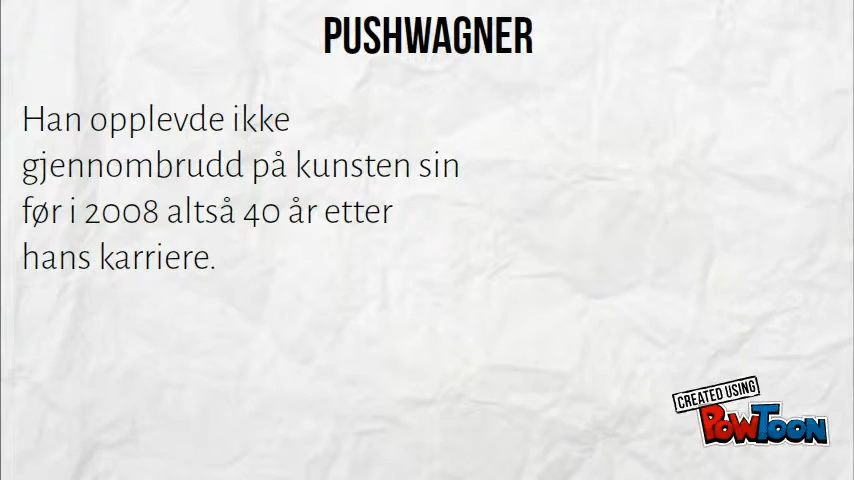 PUSHWAGNER
Han opplevde ikke
gjennombrudd på kunsten sin
før i 2008 altså 40 år etter
hans karriere.
CREATED USING
POWTOON